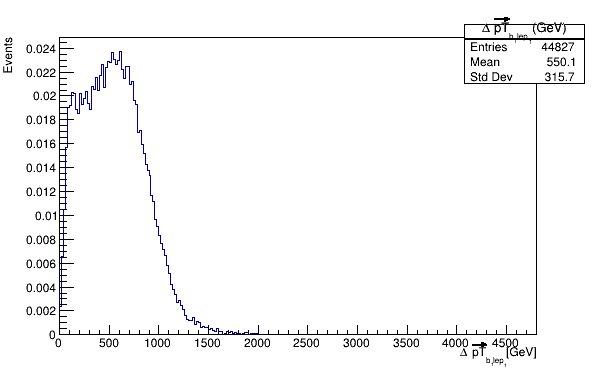 Δ pT b,lep₁ (GeV)
Entries 44827
Mean 550.1
Std Dev 315.7
Events
0.024
0.022
0.02
0.018
0.016
0.014
0.012
0.01
0.008
0.006
0.004
0.002
0
0 500 1000 1500 2000 2500 3000 3500 4000 4500
Δ pT b,lep₁ [GeV]